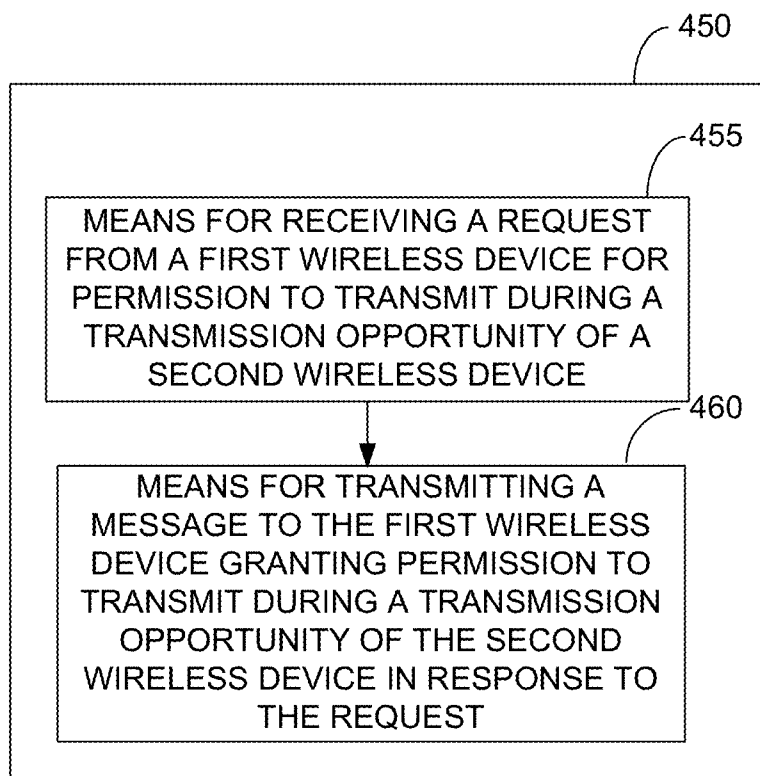 450
455
MEANS FOR RECEIVING A REQUEST
FROM A FIRST WIRELESS DEVICE FOR
PERMISSION TO TRANSMIT DURING A
TRANSMISSION OPPORTUNITY OF A
SECOND WIRELESS DEVICE
460
MEANS FOR TRANSMITTING A
MESSAGE TO THE FIRST WIRELESS
DEVICE GRANTING PERMISSION TO
TRANSMIT DURING A TRANSMISSION
OPPORTUNITY OF THE SECOND
WIRELESS DEVICE IN RESPONSE TO
THE REQUEST